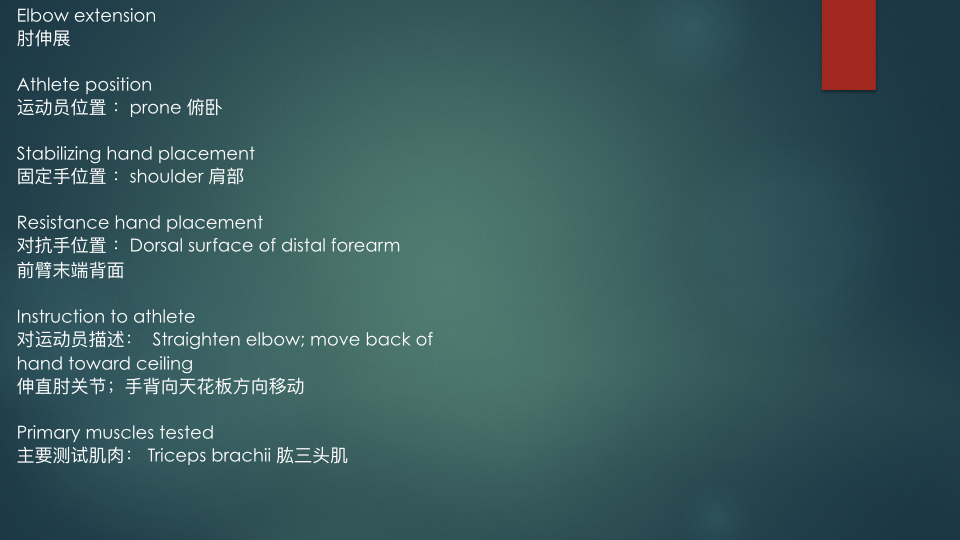 Elbow extension
肘伸展
Athlete position
运动员位置： prone 俯卧
Stabilizing hand placement
固定手位置： shoulder 肩部
Resistance hand placement
对抗手位置： Dorsal surface of distal forearm
前臂末端背面
Instruction to athlete
对运动员描述： Straighten elbow; move back of
hand toward ceiling
伸直肘关节；手背向天花板方向移动
Primary muscles tested
主要测试肌肉： Triceps brachii 肱三头肌